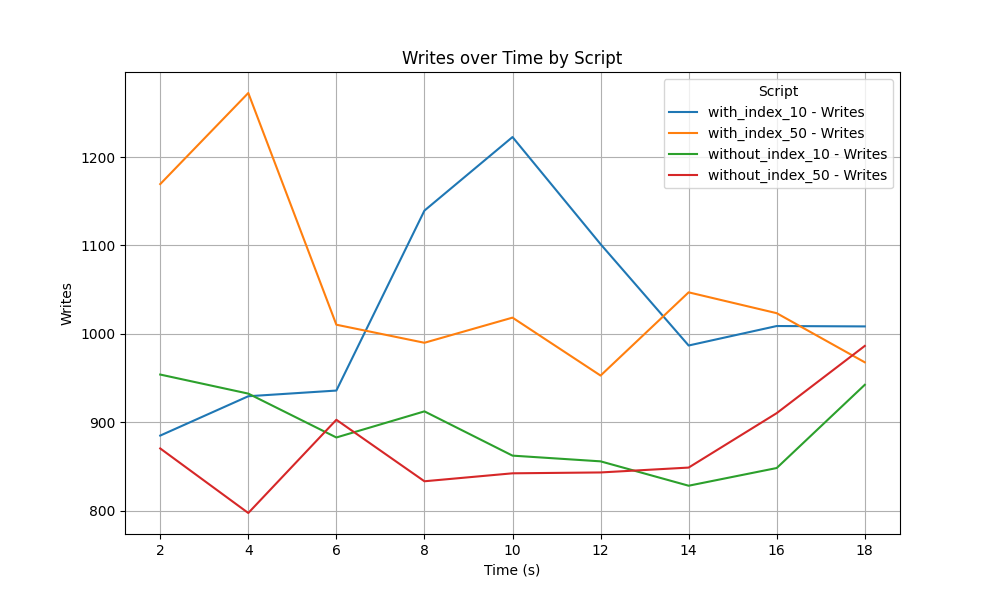 Writes over Time by Script
Script
with_index_10 - Writes
with_index_50 - Writes
without_index_10 - Writes
without_index_50 - Writes
Writes
1200
1100
1000
900
800
2 4 6 8 10 12 14 16 18
Time (s)